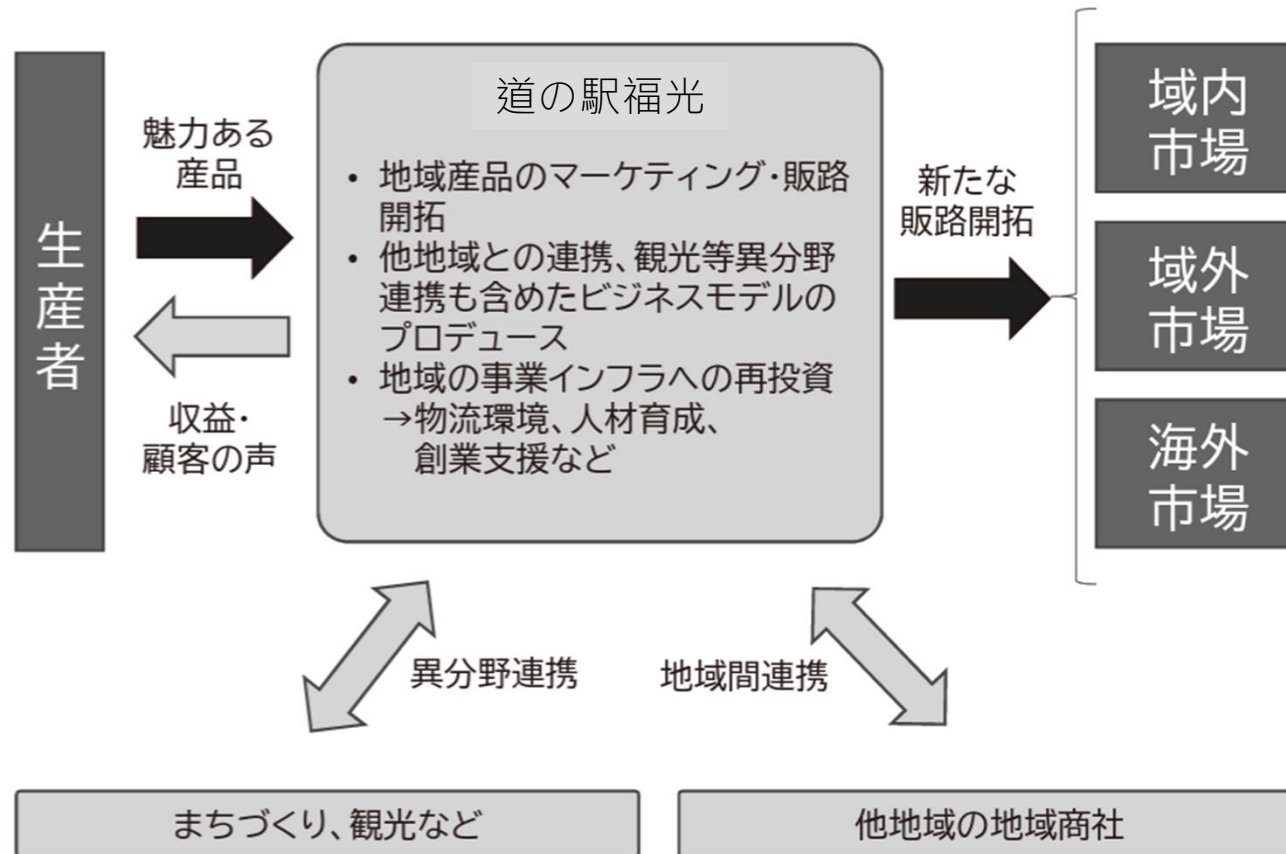 生産者
魅力ある
産品
収益・
顧客の声
道の駅福光
• 地域産品のマーケティング・販路
開拓
• 他地域との連携、観光等異分野
連携も含めたビジネスモデルの
プロデュース
• 地域の事業インフラへの再投資
→物流環境、人材育成、
創業支援など
新たな
販路開拓
域内
市場
域外
市場
海外
市場
異分野連携
地域間連携
まちづくり、観光など
他地域の地域商社